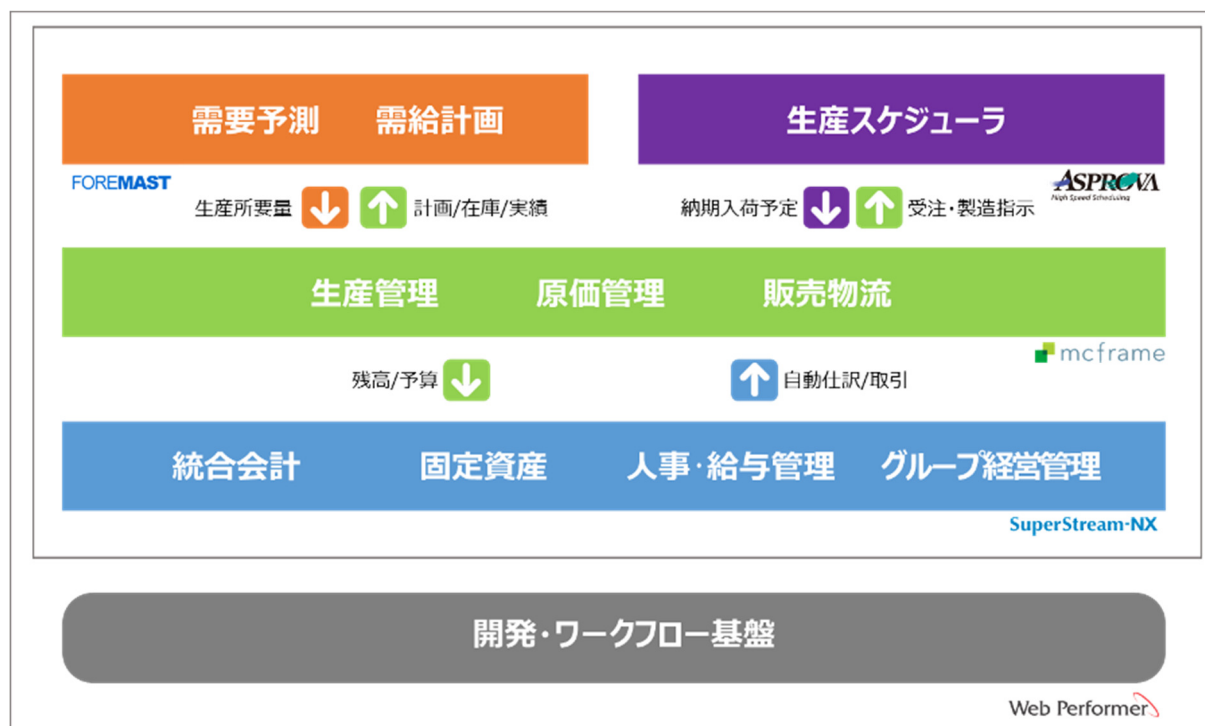 需要予測 需給計画
生産スケジューラ
FOREMAST
ASPROVA
High Speed Scheduling
生産所要量
計画/在庫/実績
納期入荷予定
受注・製造指示
生産管理 原価管理 販売物流
mcframe
残高/予算
自動仕訳/取引
統合会計 固定資産 人事・給与管理 グループ経営管理
SuperStream-NX
開発・ワークフロー基盤
Web Performer